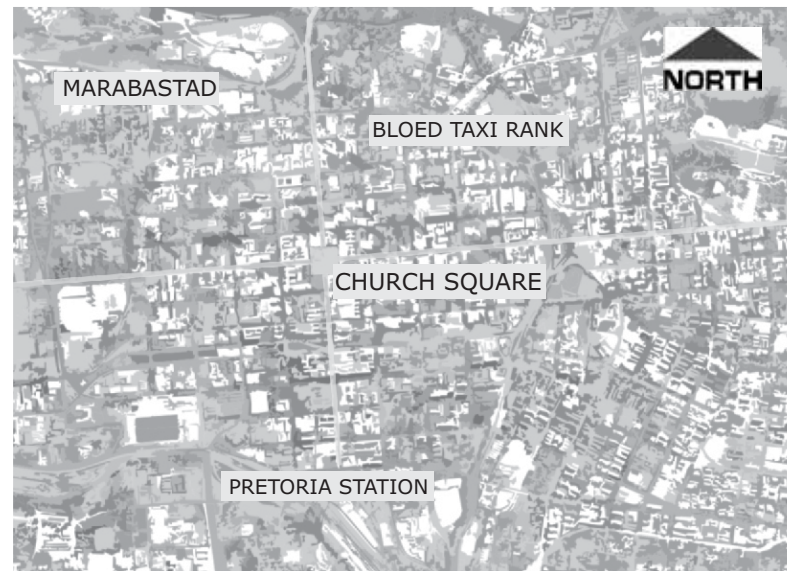 NORTH
MARABASTAD
BLOED TAXI RANK
CHURCH SQUARE
PRETORIA STATION